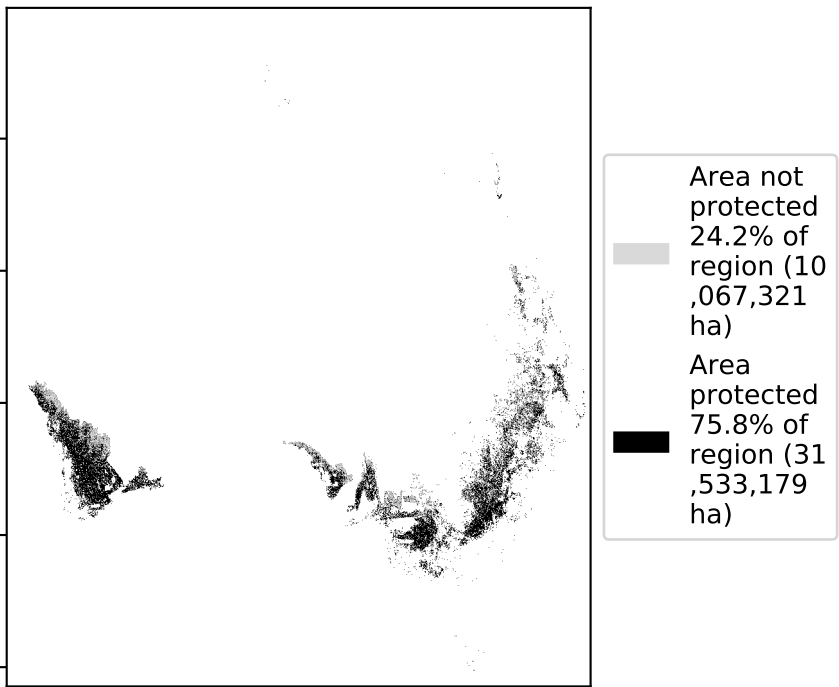 Area not
protected
24.2% of
region (10
,067,321
ha)
Area
protected
75.8% of
region (31
,533,179
ha)